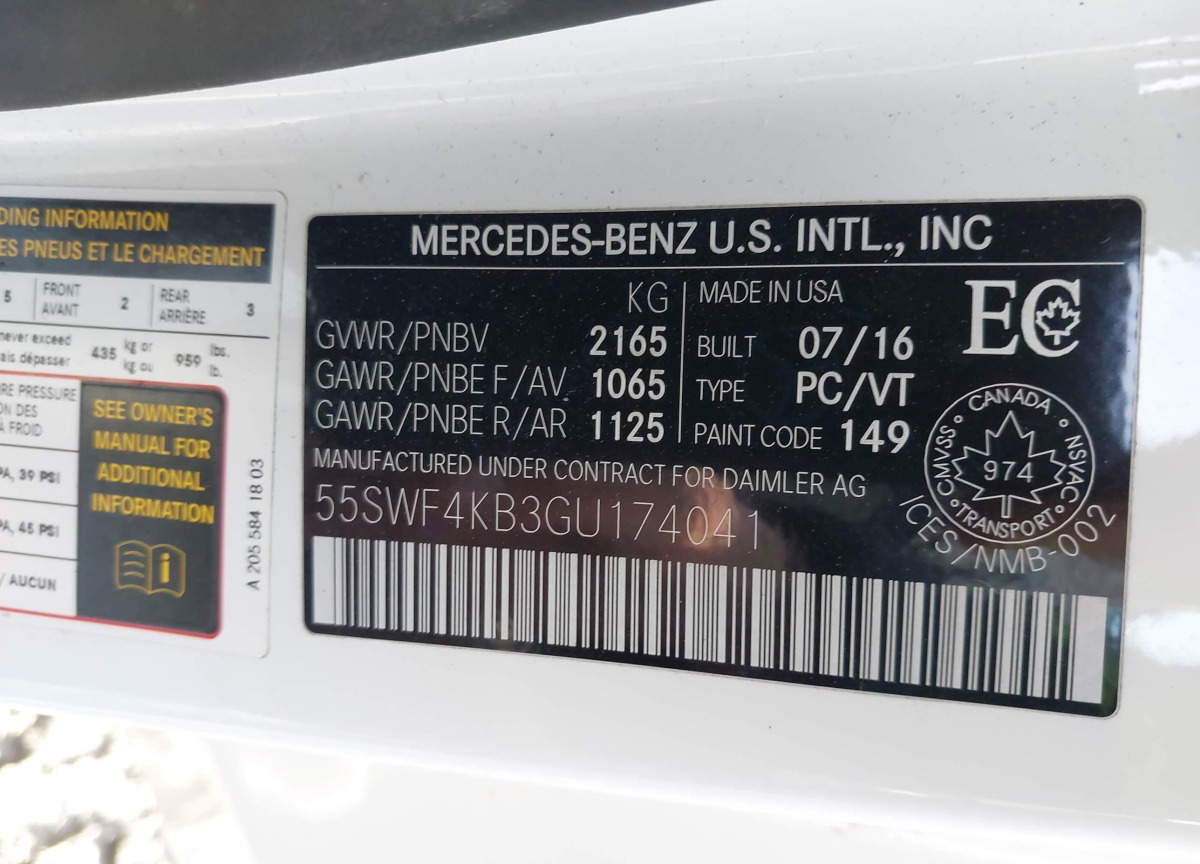 DING INFORMATION
ES PNEUS ET LE CHARGEMENT
5 FRONT AVANT 2 REAR ARRIÈRE 3
never exceed 435 kg or 959 lbs.
ais dépasser kg ou lb.
RE PRESSURE
ON DES
À FROID
PA, 39 PSI
PA, 45 PSI
/ AUCUN
SEE OWNER'S
MANUAL FOR
ADDITIONAL
INFORMATION
i
A 205 584 18 03
MERCEDES-BENZ U.S. INTL., INC
KG
GVWR/PNBV 2165
GAWR/PNBE F/AV. 1065
GAWR/PNBE R/AR 1125
MADE IN USA
BUILT 07/16
TYPE PC/VT
PAINT CODE 149
EC
CANADA
CMVSS NSVAC
974
TRANSPORT
ICES/NMB-002
MANUFACTURED UNDER CONTRACT FOR DAIMLER AG
55SWF4KB3GU174041